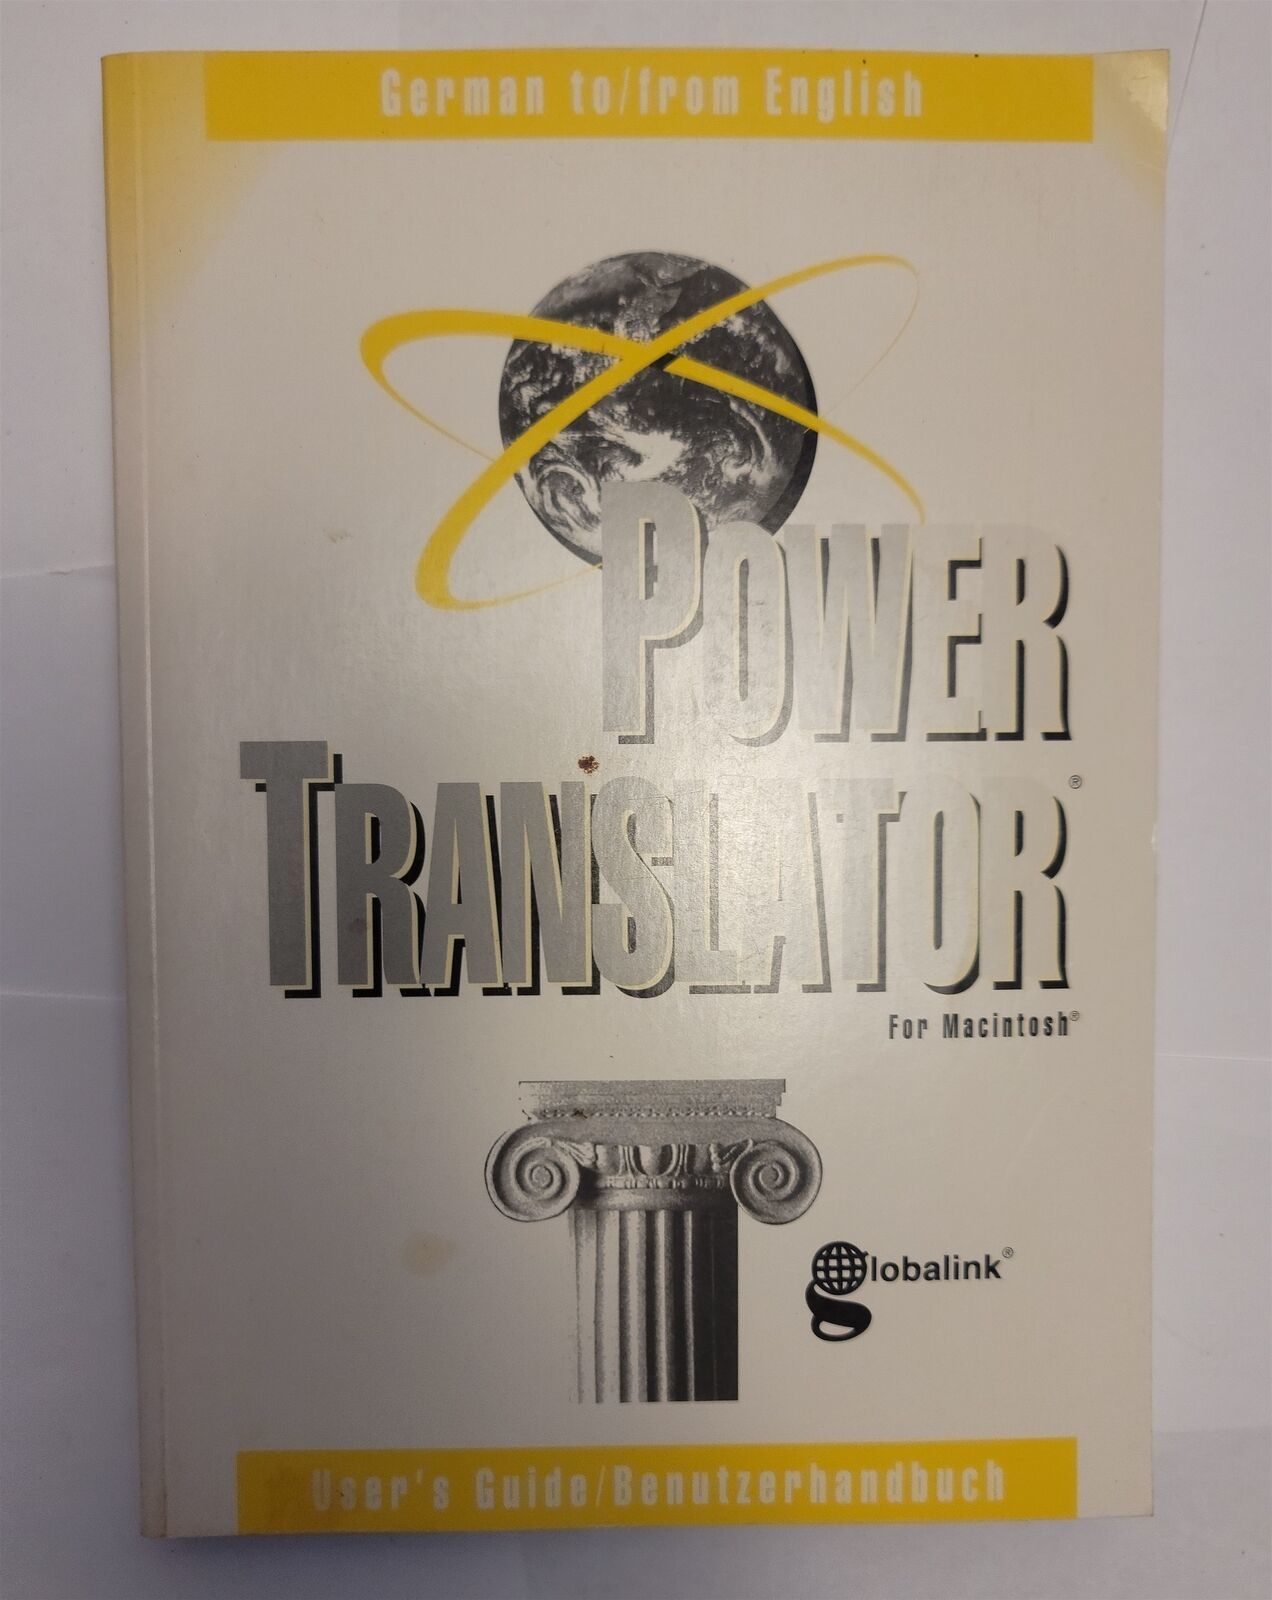 German to/from English
POWER
TRANSLATOR®
For Macintosh®
globalink®
User's Guide/Benutzerhandbuch